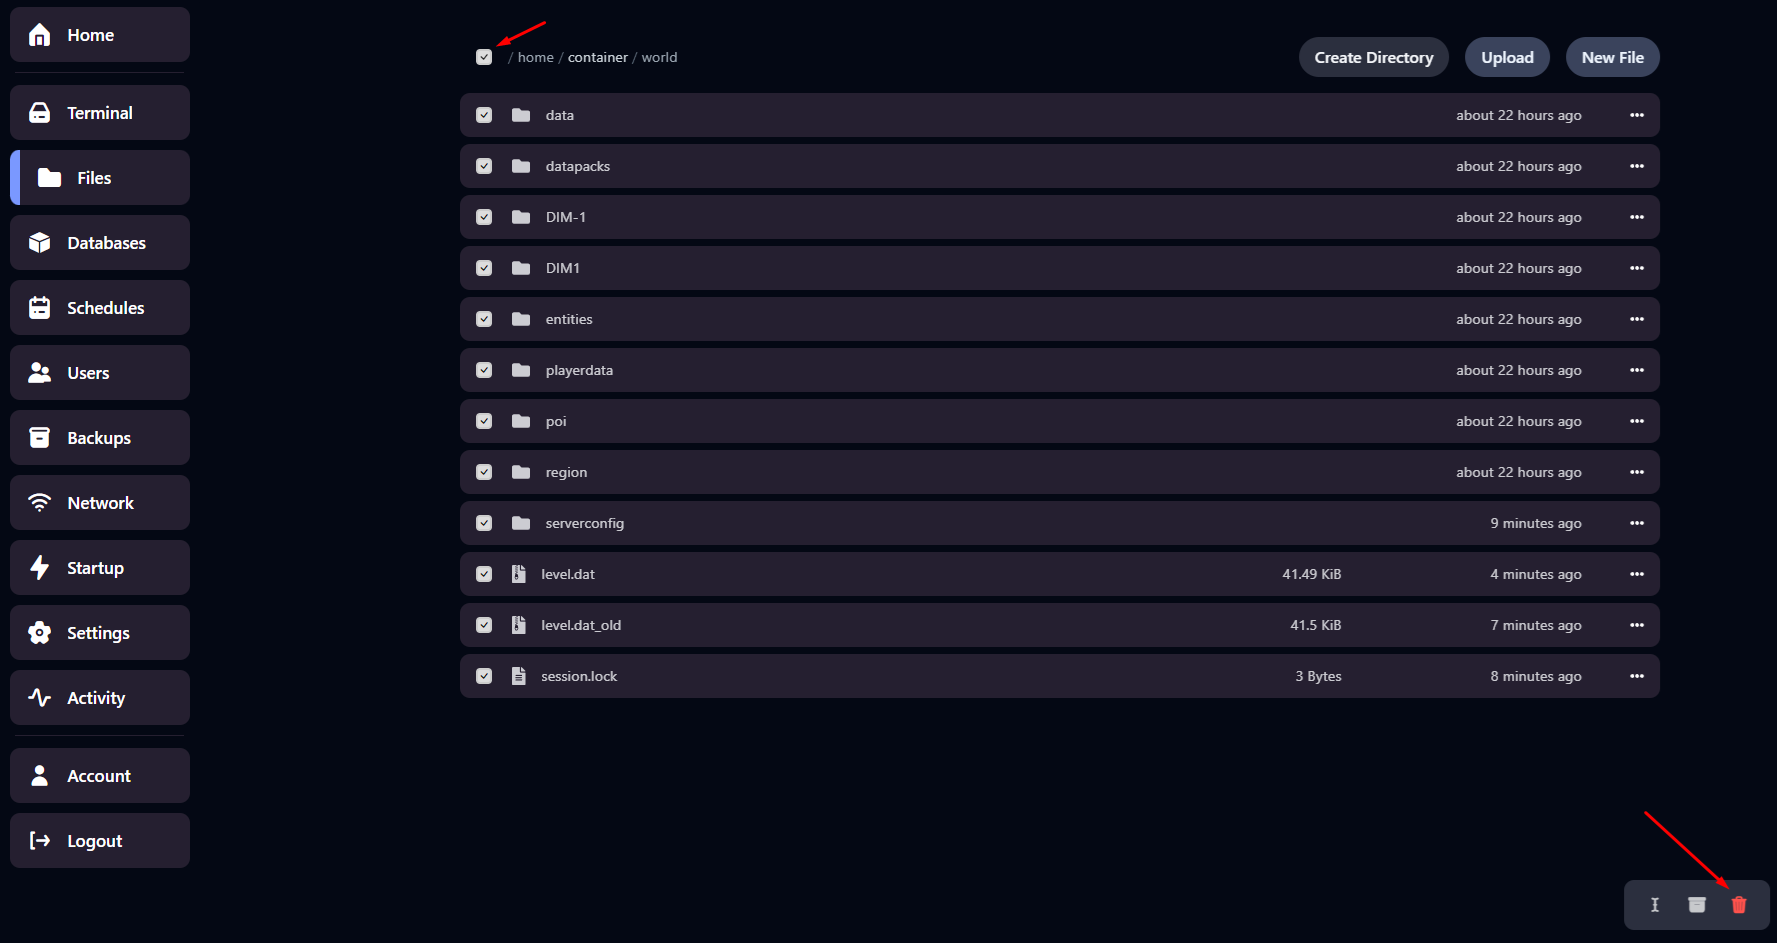 Home
Terminal
Files
Databases
Schedules
Users
Backups
Network
Startup
Settings
Activity
Account
Logout
/ home / container / world
Create Directory
Upload
New File
data about 22 hours ago
datapacks about 22 hours ago
DIM-1 about 22 hours ago
DIM1 about 22 hours ago
entities about 22 hours ago
playerdata about 22 hours ago
poi about 22 hours ago
region about 22 hours ago
serverconfig 9 minutes ago
level.dat 41.49 KiB 4 minutes ago
level.dat_old 41.5 KiB 7 minutes ago
session.lock 3 Bytes 8 minutes ago